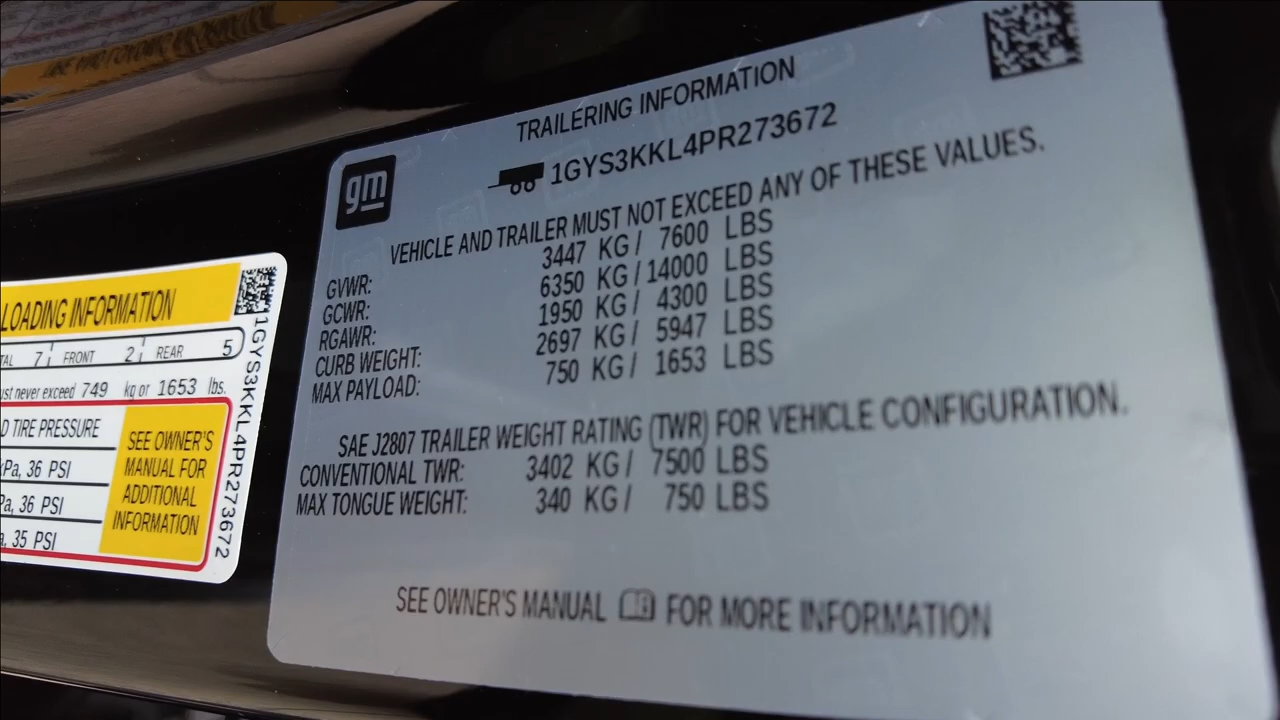 TRAILERING INFORMATION
1GYS3KKL4PR273672
gm
VEHICLE AND TRAILER MUST NOT EXCEED ANY OF THESE VALUES.
GVWR: 3447 KG / 7600 LBS
GCWR: 6350 KG / 14000 LBS
RGAWR: 1950 KG / 4300 LBS
CURB WEIGHT: 2697 KG / 5947 LBS
MAX PAYLOAD: 750 KG / 1653 LBS
SAE J2807 TRAILER WEIGHT RATING (TWR) FOR VEHICLE CONFIGURATION.
CONVENTIONAL TWR: 3402 KG / 7500 LBS
MAX TONGUE WEIGHT: 340 KG / 750 LBS
SEE OWNER'S MANUAL FOR MORE INFORMATION
LOADING INFORMATION
TAL 7 FRONT 2 REAR 5
ust never exceed 749 kg or 1653 lbs.
D TIRE PRESSURE
kPa, 36 PSI
Pa, 36 PSI
a, 35 PSI
SEE OWNER'S
MANUAL FOR
ADDITIONAL
INFORMATION
1GYS3KKL4PR273672